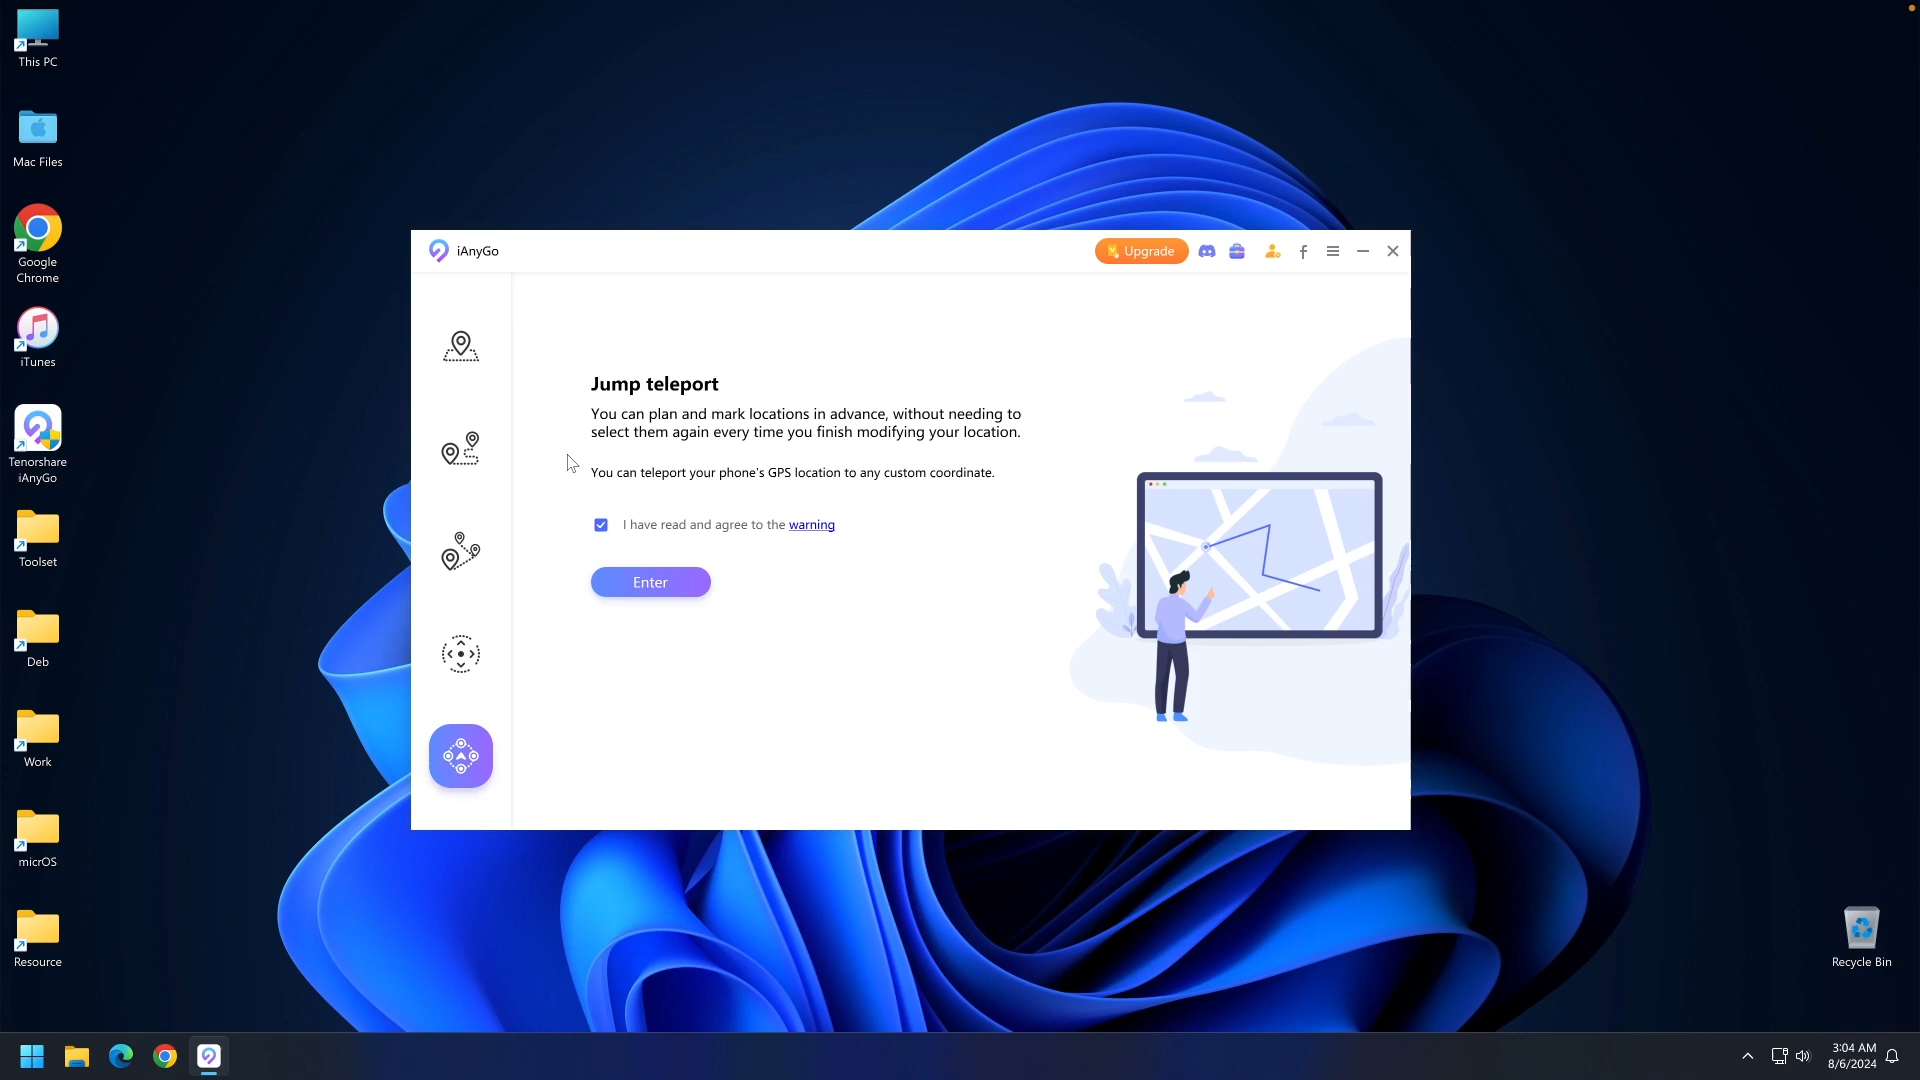 This PC
Mac Files
Google
Chrome
iTunes
Tenorshare
iAnyGo
Toolset
Deb
Work
micrOS
Resource
iAnyGo
Upgrade
Jump teleport
You can plan and mark locations in advance, without needing to
select them again every time you finish modifying your location.
You can teleport your phone's GPS location to any custom coordinate.
I have read and agree to the warning
Enter
Recycle Bin
3:04 AM
8/6/2024